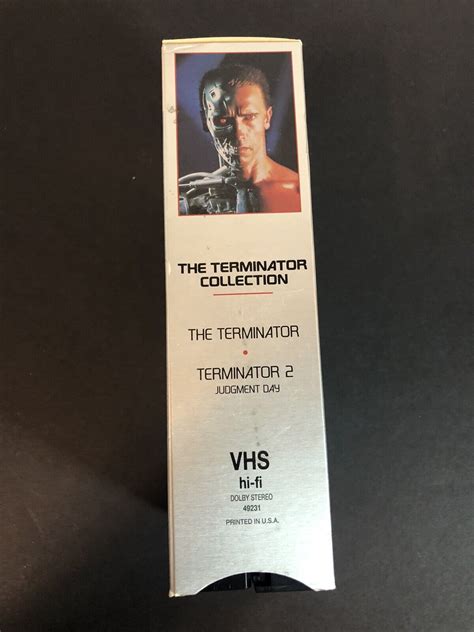 THE TERMINATOR
COLLECTION
THE TERMINATOR
•
TERMINATOR 2
JUDGMENT DAY
VHS
hi-fi
DOLBY STEREO
49231
PRINTED IN U.S.A.